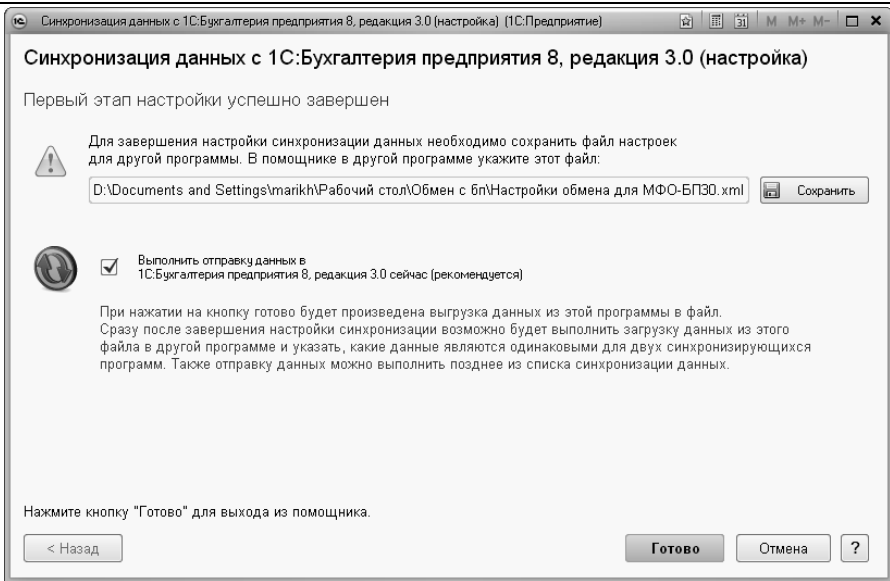 Синхронизация данных с 1С:Бухгалтерия предприятия 8, редакция 3.0 (настройка) (1С:Предприятие)
31 M M+ M-
Синхронизация данных с 1С:Бухгалтерия предприятия 8, редакция 3.0 (настройка)
Первый этап настройки успешно завершен
Для завершения настройки синхронизации данных необходимо сохранить файл настроек
для другой программы. В помощнике в другой программе укажите этот файл:
D:\Documents and Settings\marikh\Рабочий стол\Обмен с бп\Настройки обмена для МФО-БП30.xml Сохранить
Выполнить отправку данных в
1С:Бухгалтерия предприятия 8, редакция 3.0 сейчас (рекомендуется)
При нажатии на кнопку готово будет произведена выгрузка данных из этой программы в файл.
Сразу после завершения настройки синхронизации возможно будет выполнить загрузку данных из этого
файла в другой программе и указать, какие данные являются одинаковыми для двух синхронизирующихся
программ. Также отправку данных можно выполнить позднее из списка синхронизации данных.
Нажмите кнопку "Готово" для выхода из помощника.
< Назад Готово Отмена ?